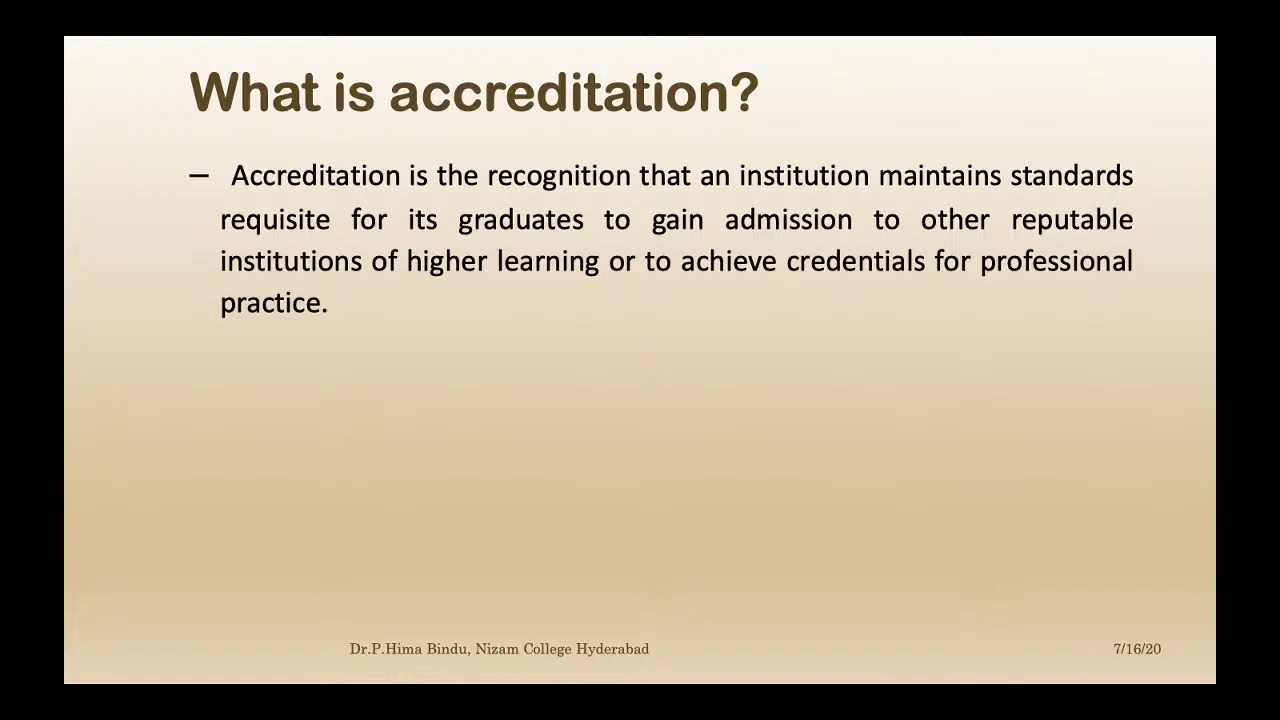 What is accreditation?
– Accreditation is the recognition that an institution maintains standards
requisite for its graduates to gain admission to other reputable
institutions of higher learning or to achieve credentials for professional
practice.
Dr.P.Hima Bindu, Nizam College Hyderabad
7/16/20